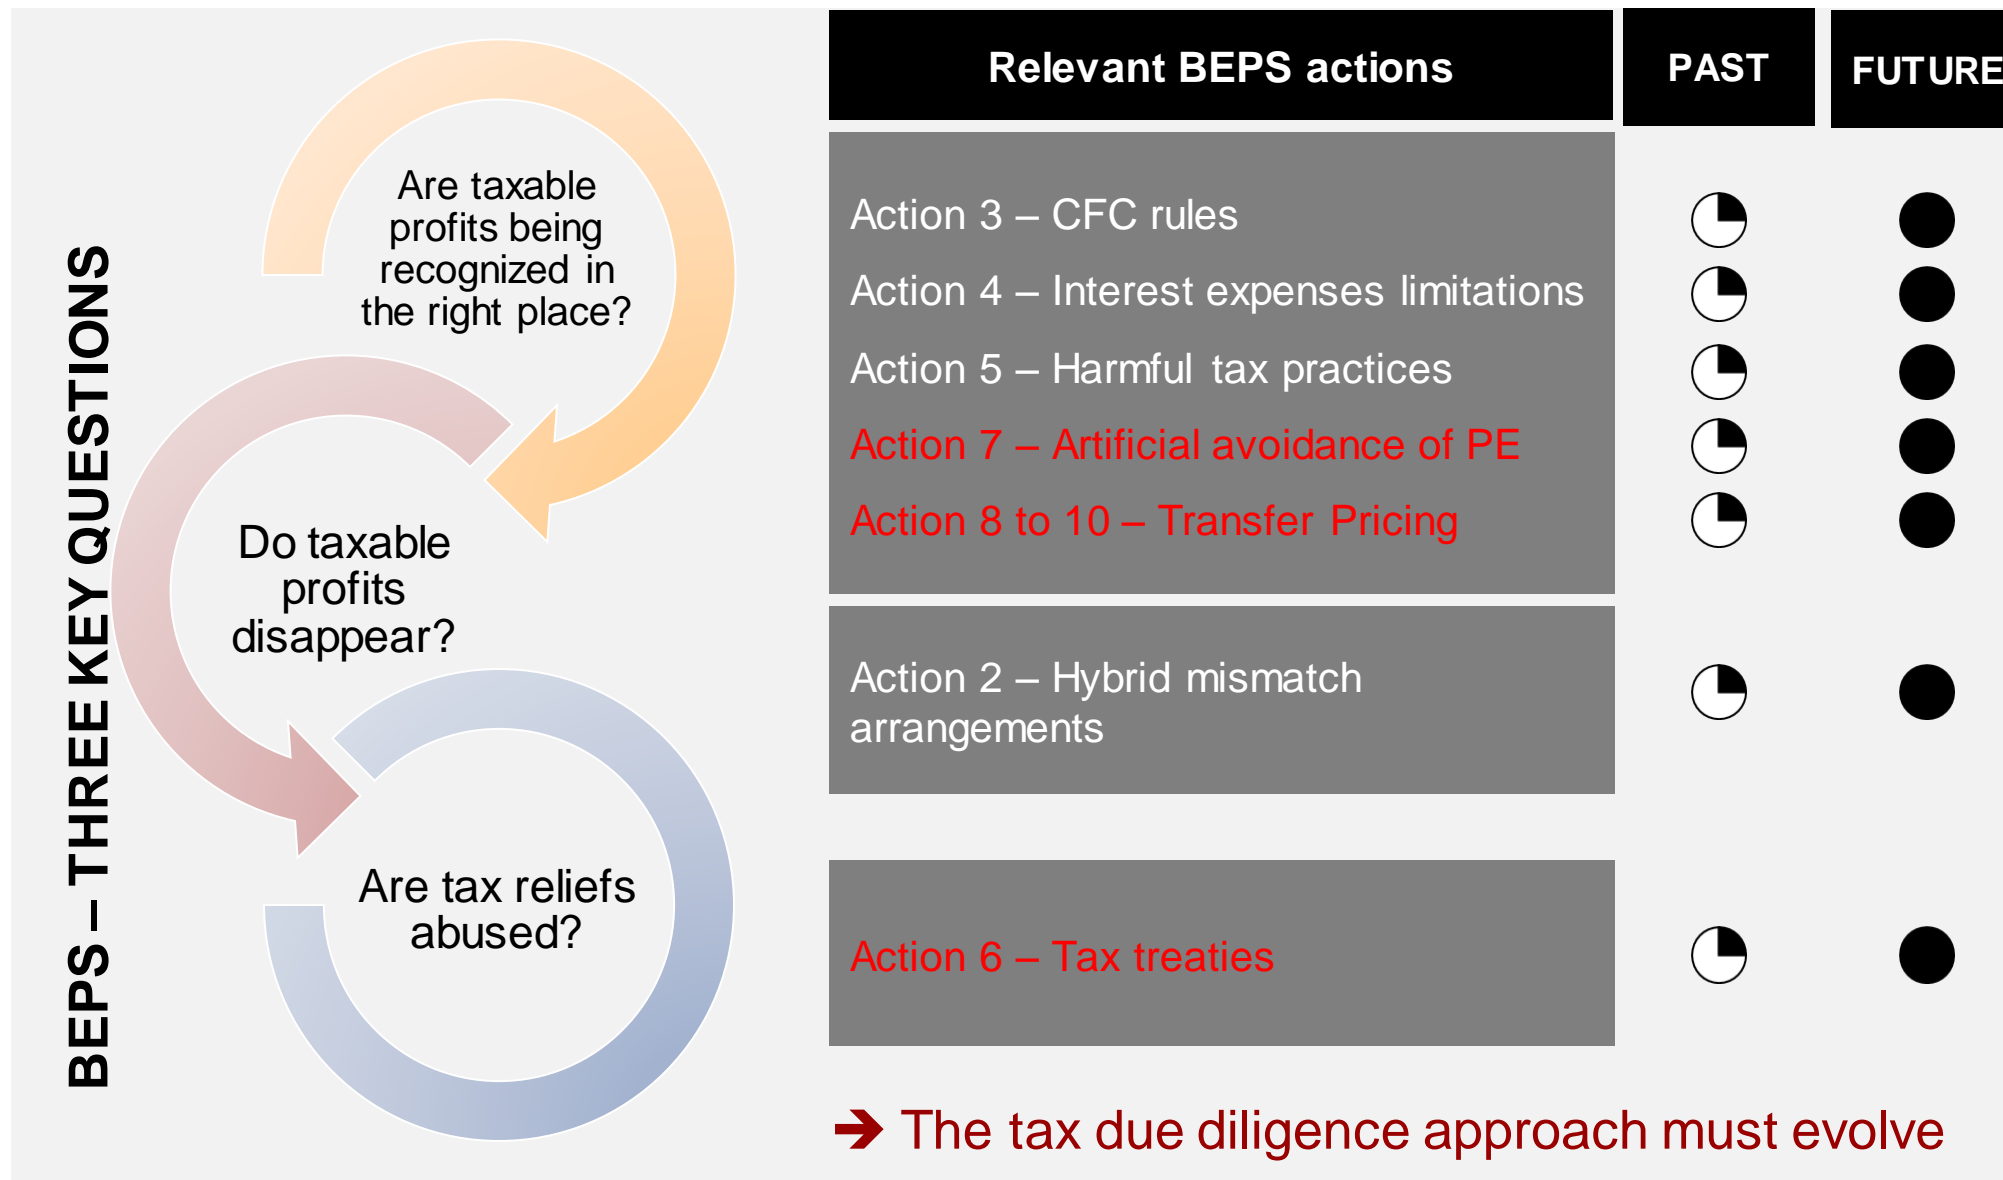 BEPS – THREE KEY QUESTIONS
Are taxable
profits being
recognized in
the right place?
Do taxable
profits
disappear?
Are tax reliefs
abused?
Relevant BEPS actions
PAST
FUTURE
Action 3 – CFC rules
Action 4 – Interest expenses limitations
Action 5 – Harmful tax practices
Action 7 – Artificial avoidance of PE
Action 8 to 10 – Transfer Pricing
Action 2 – Hybrid mismatch
arrangements
Action 6 – Tax treaties
➔ The tax due diligence approach must evolve